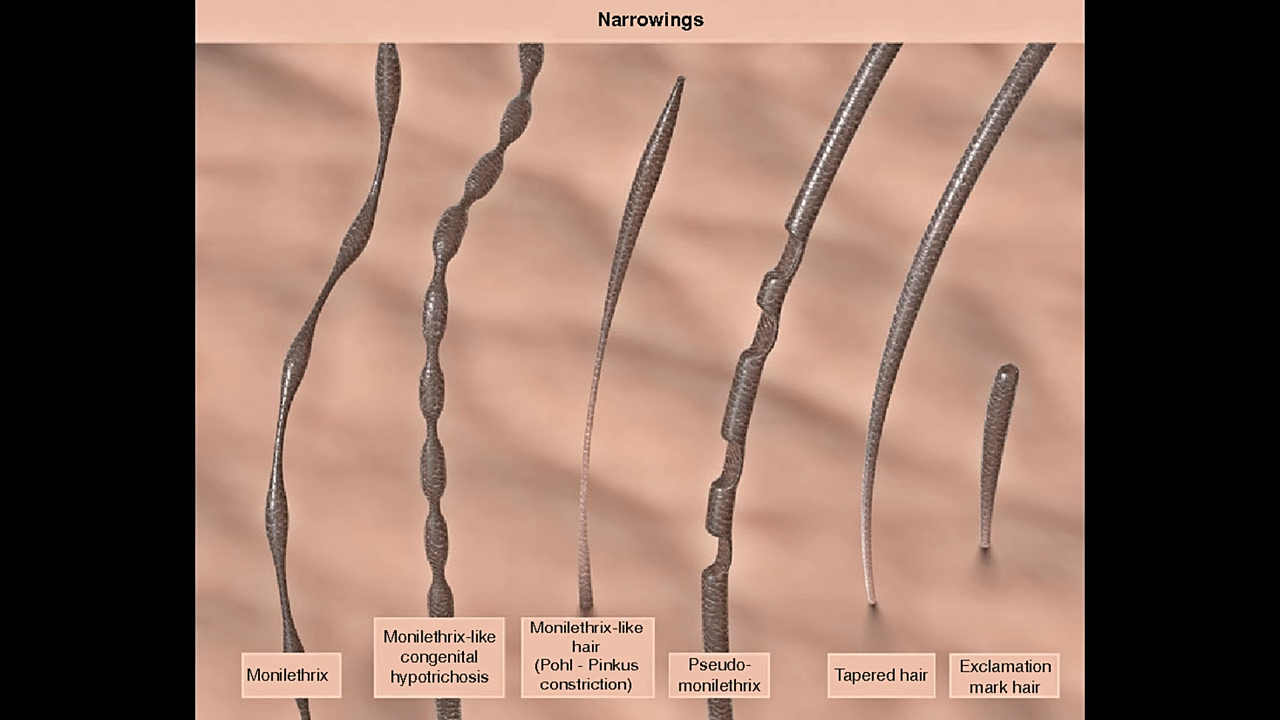 Narrowings
Monilethrix
Monilethrix-like
congenital
hypotrichosis
Monilethrix-like
hair
(Pohl - Pinkus
constriction)
Pseudo-
monilethrix
Tapered hair
Exclamation
mark hair